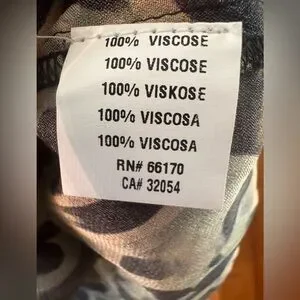 100% VISCOSE
100% VISCOSE
100% VISKOSE
100% VISCOSA
100% VISCOSA
RN# 66170
CA# 32054